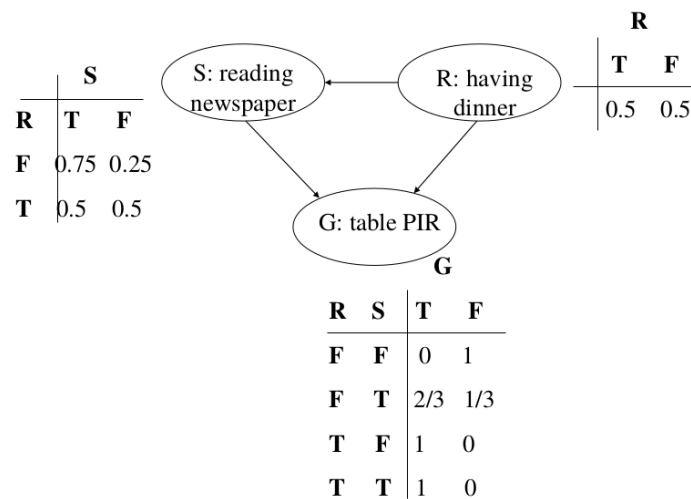 R
T F
0.5 0.5
S: reading
newspaper
R: having
dinner
S
R T F
F 0.75 0.25
T 0.5 0.5
G: table PIR
G
R S T F
F F 0 1
F T 2/3 1/3
T F 1 0
T T 1 0